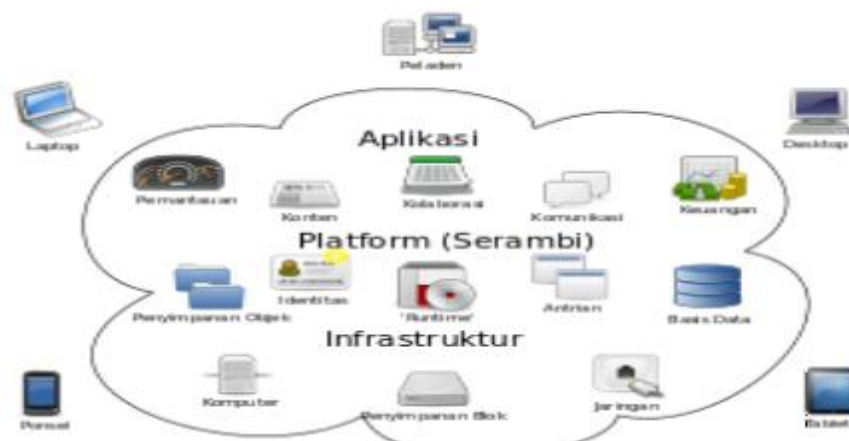 Peladen
Laptop
Desktop
Aplikasi
Pemantauan
Konten
Kolaborasi
Komunikasi
Keuangan
Platform (Serambi)
Identitas
Penyimpanan Objek
'Runtime'
Antrian
Basis Data
Infrastruktur
Komputer
Penyimpanan Blok
Jaringan
Ponsel
Tablet